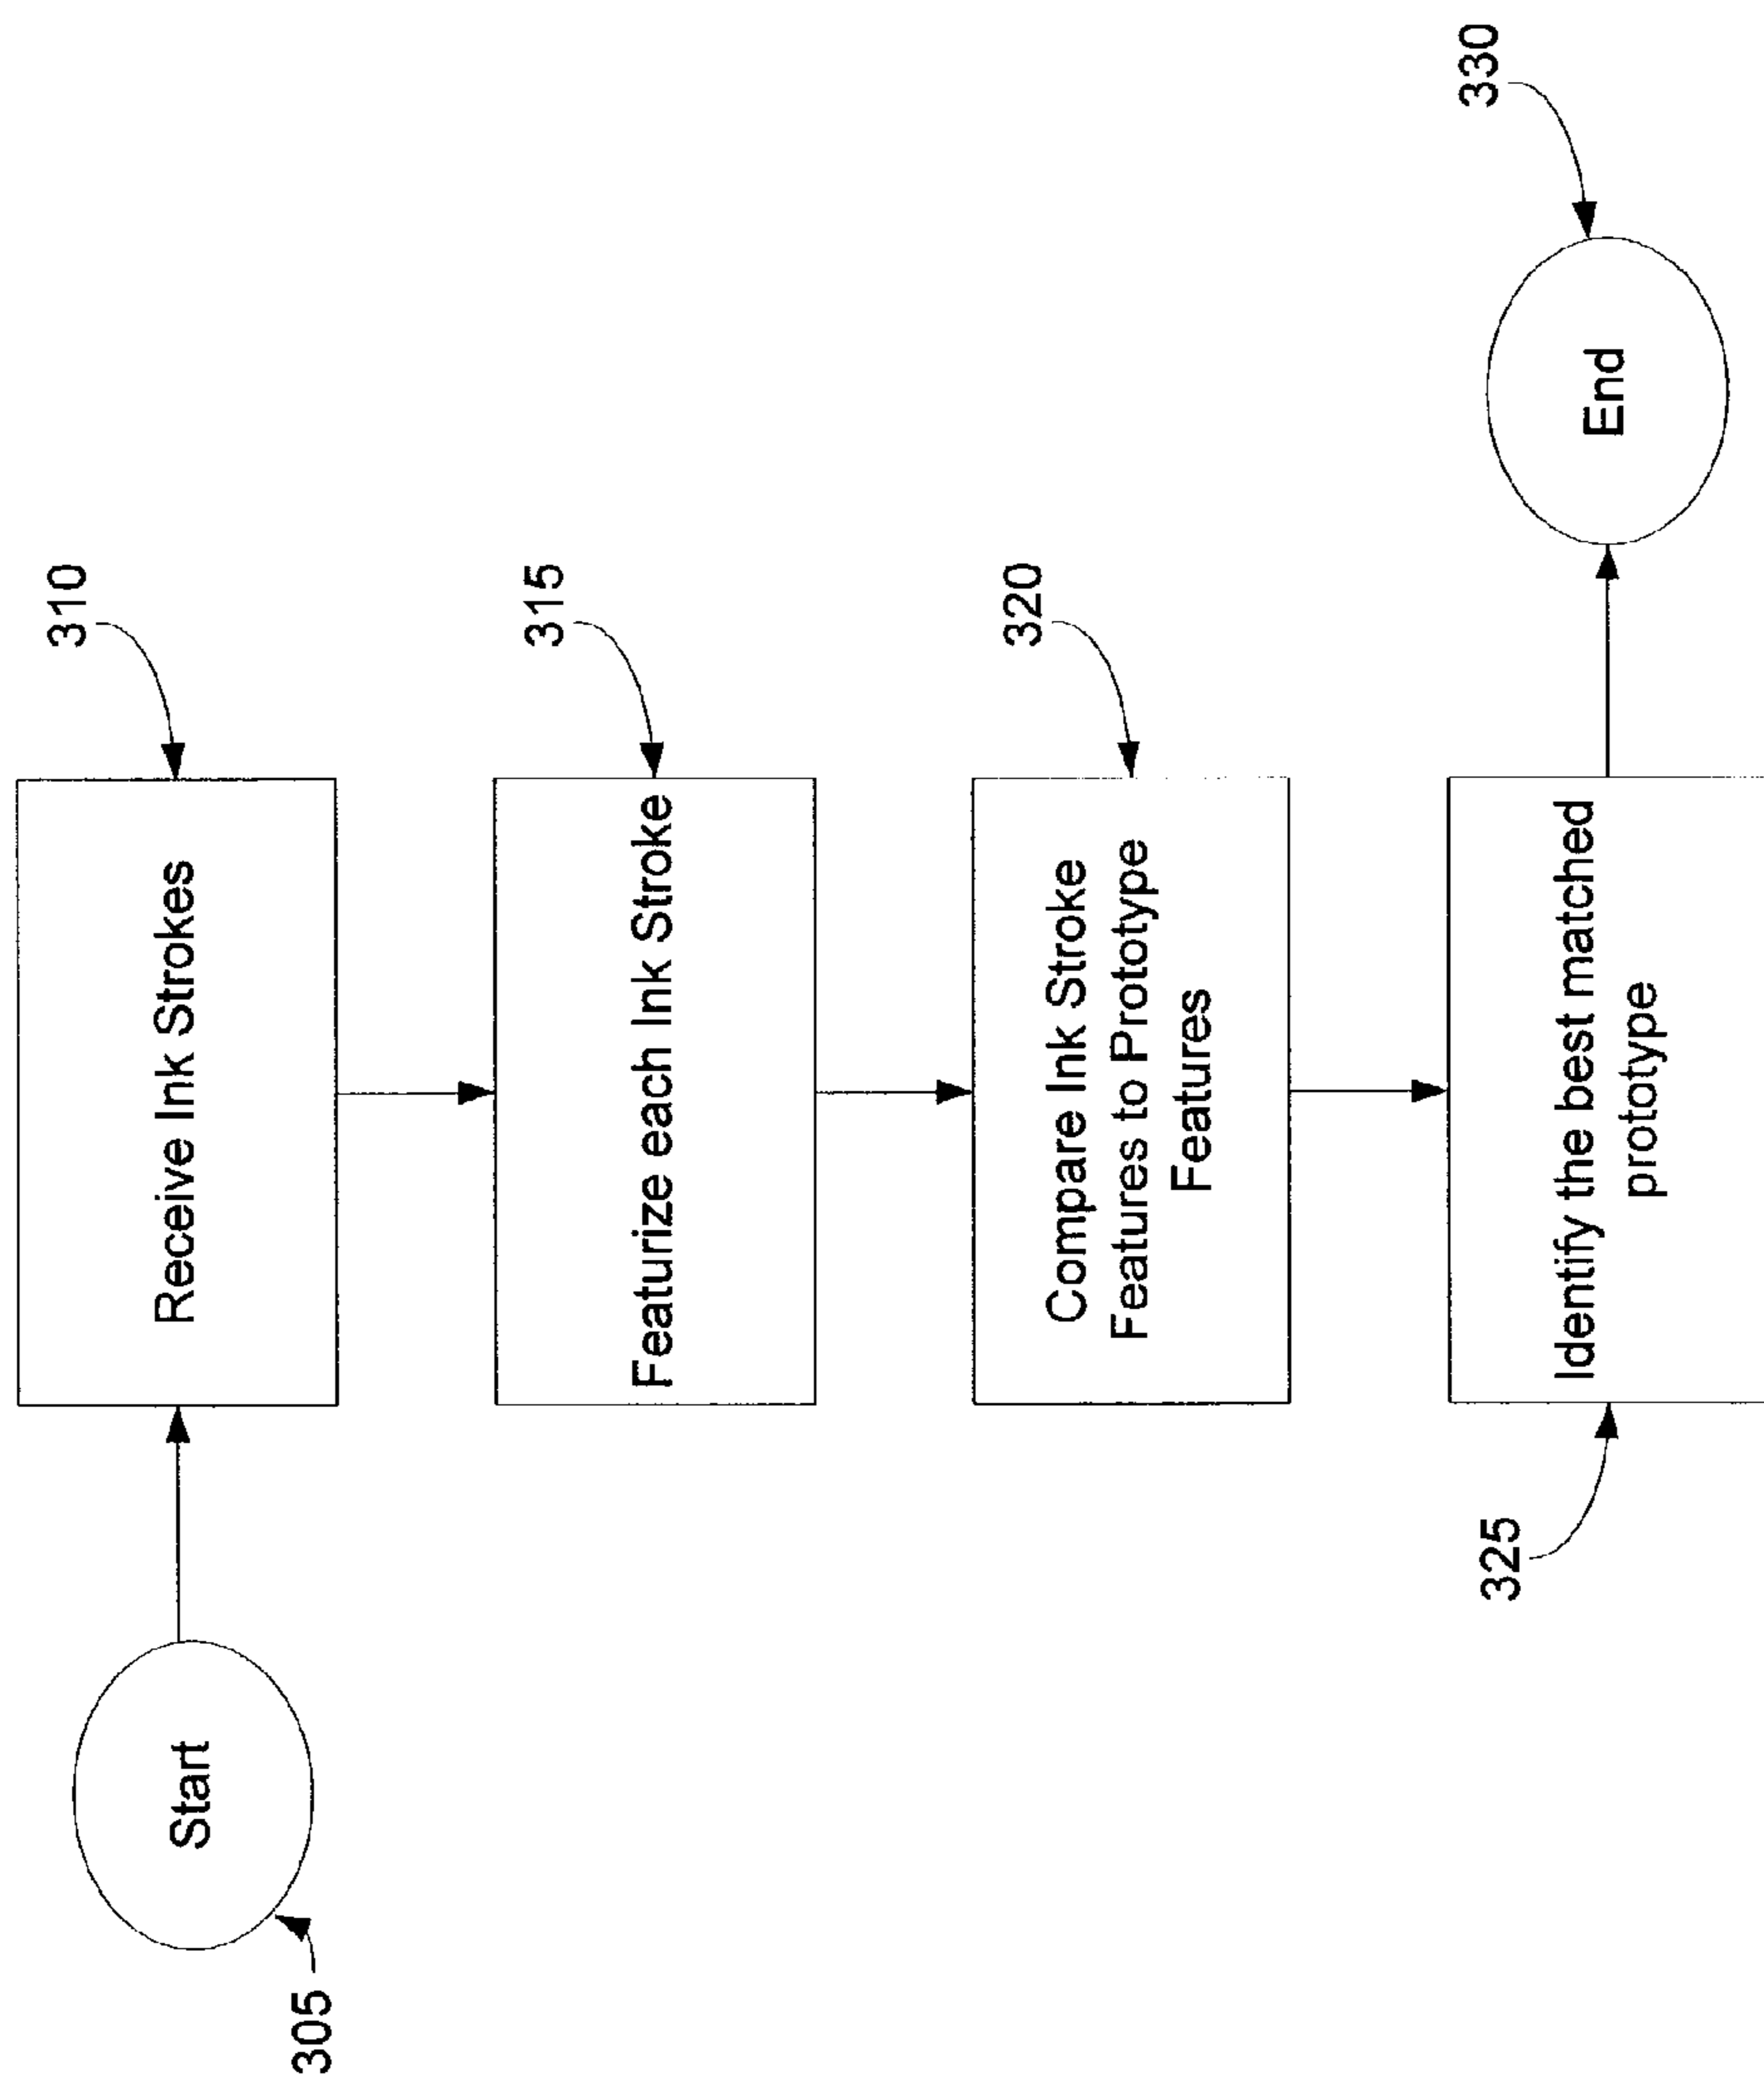 305
Start
310
Receive Ink Strokes
315
Featurize each Ink Stroke
320
Compare Ink Stroke
Features to Prototype
Features
325
Identify the best matched
prototype
330
End